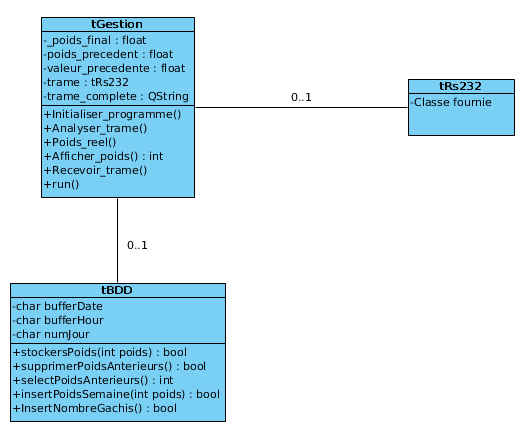 tGestion
-_poids_final : float
-poids_precedent : float
-valeur_precedente : float
-trame : tRs232
-trame_complete : QString
+Initialiser_programme()
+Analyser_trame()
+Poids_reel()
+Afficher_poids() : int
+Recevoir_trame()
+run()
0..1
tRs232
-Classe fournie
0..1
tBDD
-char bufferDate
-char bufferHour
-char numJour
+stockersPoids(int poids) : bool
+supprimerPoidsAnterieurs() : bool
+selectPoidsAnterieurs() : int
+insertPoidsSemaine(int poids) : bool
+InsertNombreGachis() : bool